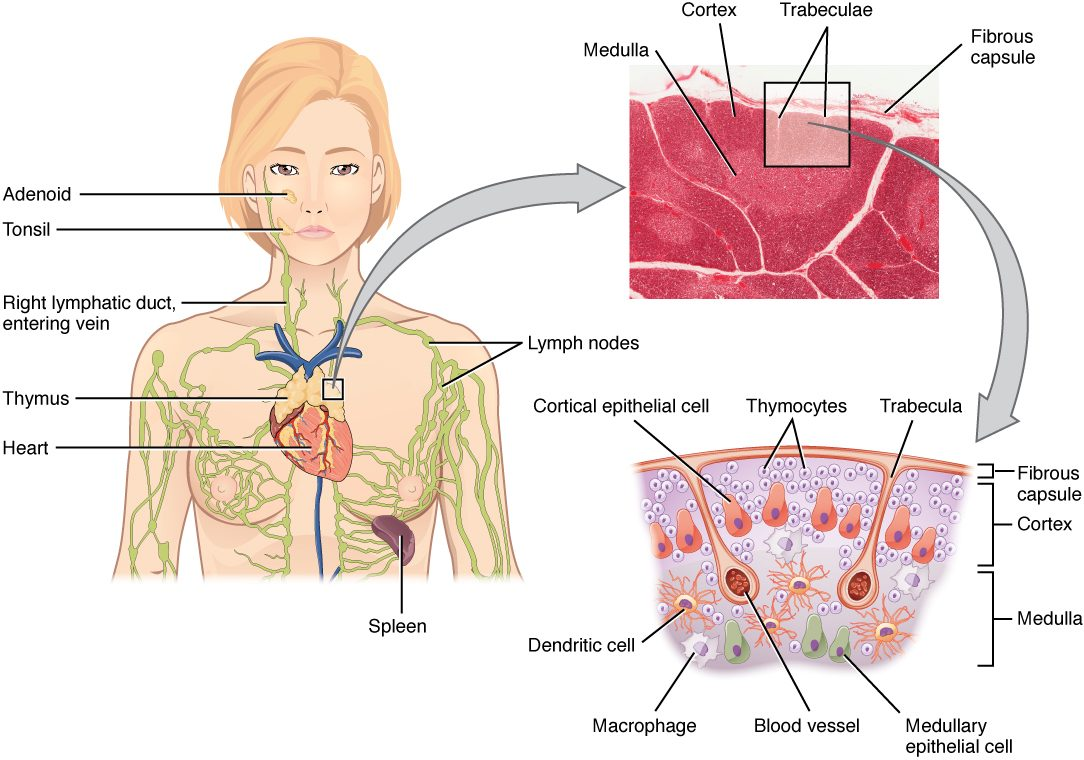 Adenoid
Tonsil
Right lymphatic duct,
entering vein
Thymus
Heart
Lymph nodes
Spleen
Cortex
Trabeculae
Medulla
Fibrous
capsule
Cortical epithelial cell
Thymocytes
Trabecula
Fibrous
capsule
Cortex
Medulla
Dendritic cell
Macrophage
Blood vessel
Medullary
epithelial cell